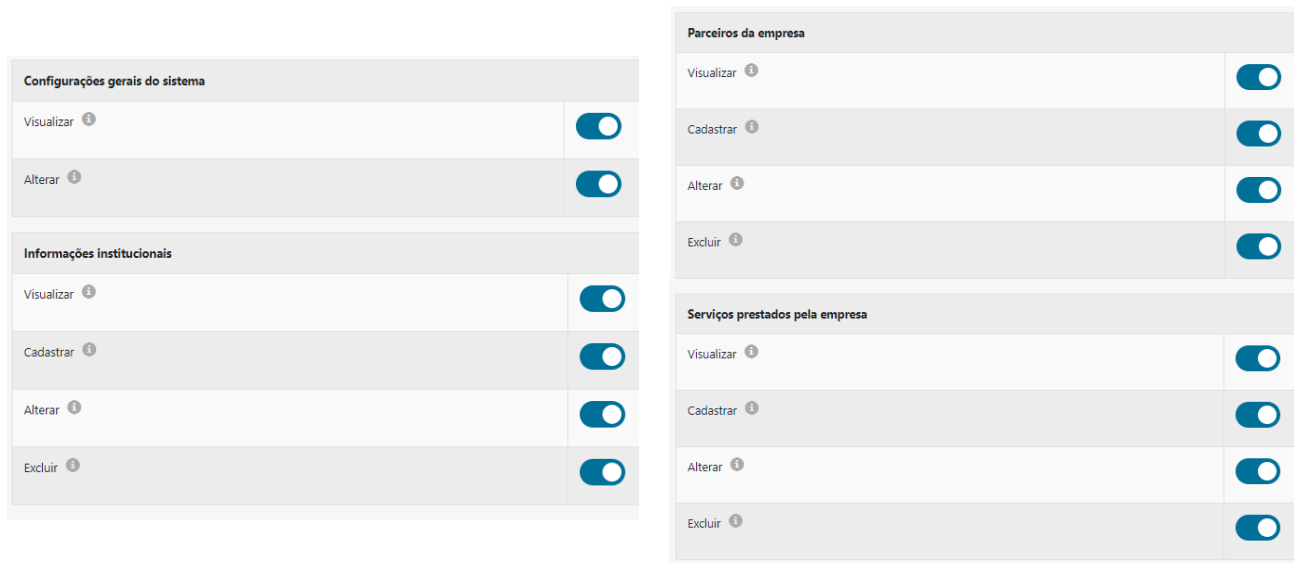 Configurações gerais do sistema
Visualizar
Alterar
Informações institucionais
Visualizar
Cadastrar
Alterar
Excluir
Parceiros da empresa
Visualizar
Cadastrar
Alterar
Excluir
Serviços prestados pela empresa
Visualizar
Cadastrar
Alterar
Excluir